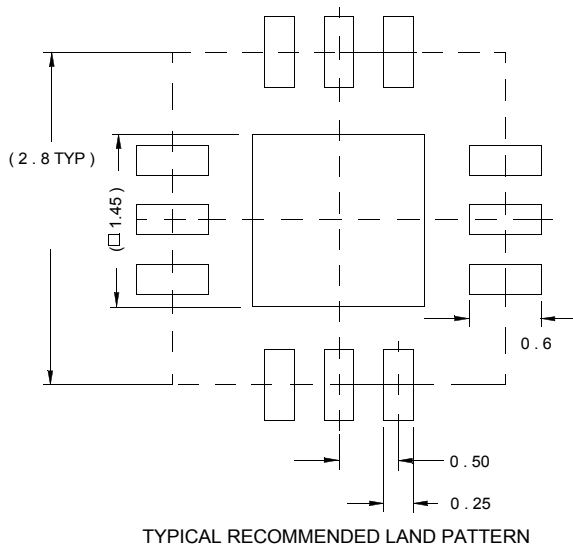 ( 2 . 8 TYP )
(□ 1.45 )
0 . 6
0 . 50
0 . 25
TYPICAL RECOMMENDED LAND PATTERN